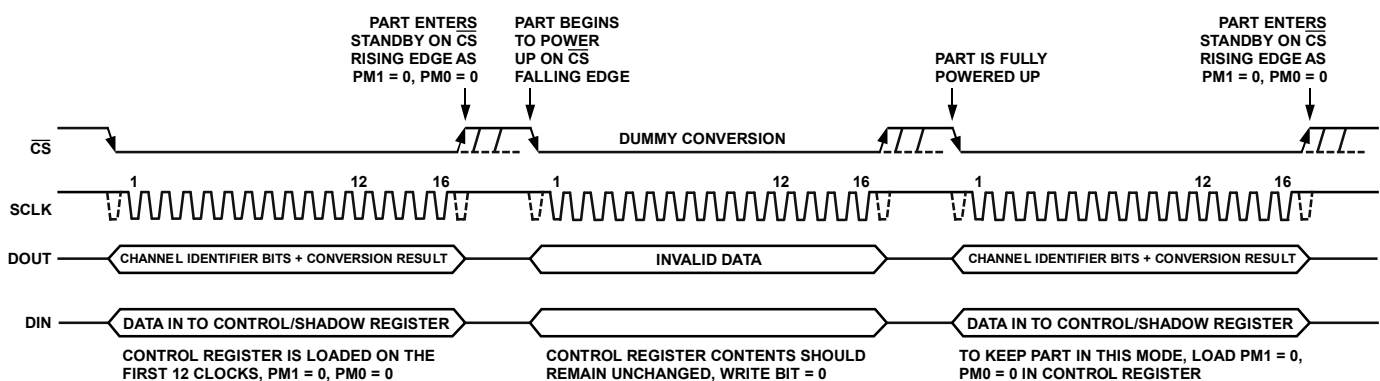 PART ENTERS
STANDBY ON CS
RISING EDGE AS
PM1 = 0, PM0 = 0
PART BEGINS
TO POWER
UP ON CS
FALLING EDGE
PART IS FULLY
POWERED UP
PART ENTERS
STANDBY ON CS
RISING EDGE AS
PM1 = 0, PM0 = 0
CS
DUMMY CONVERSION
SCLK
1 12 16 1 12 16 1 12 16
DOUT
CHANNEL IDENTIFIER BITS + CONVERSION RESULT
INVALID DATA
CHANNEL IDENTIFIER BITS + CONVERSION RESULT
DIN
DATA IN TO CONTROL/SHADOW REGISTER
DATA IN TO CONTROL/SHADOW REGISTER
CONTROL REGISTER IS LOADED ON THE
FIRST 12 CLOCKS, PM1 = 0, PM0 = 0
CONTROL REGISTER CONTENTS SHOULD
REMAIN UNCHANGED, WRITE BIT = 0
TO KEEP PART IN THIS MODE, LOAD PM1 = 0,
PM0 = 0 IN CONTROL REGISTER